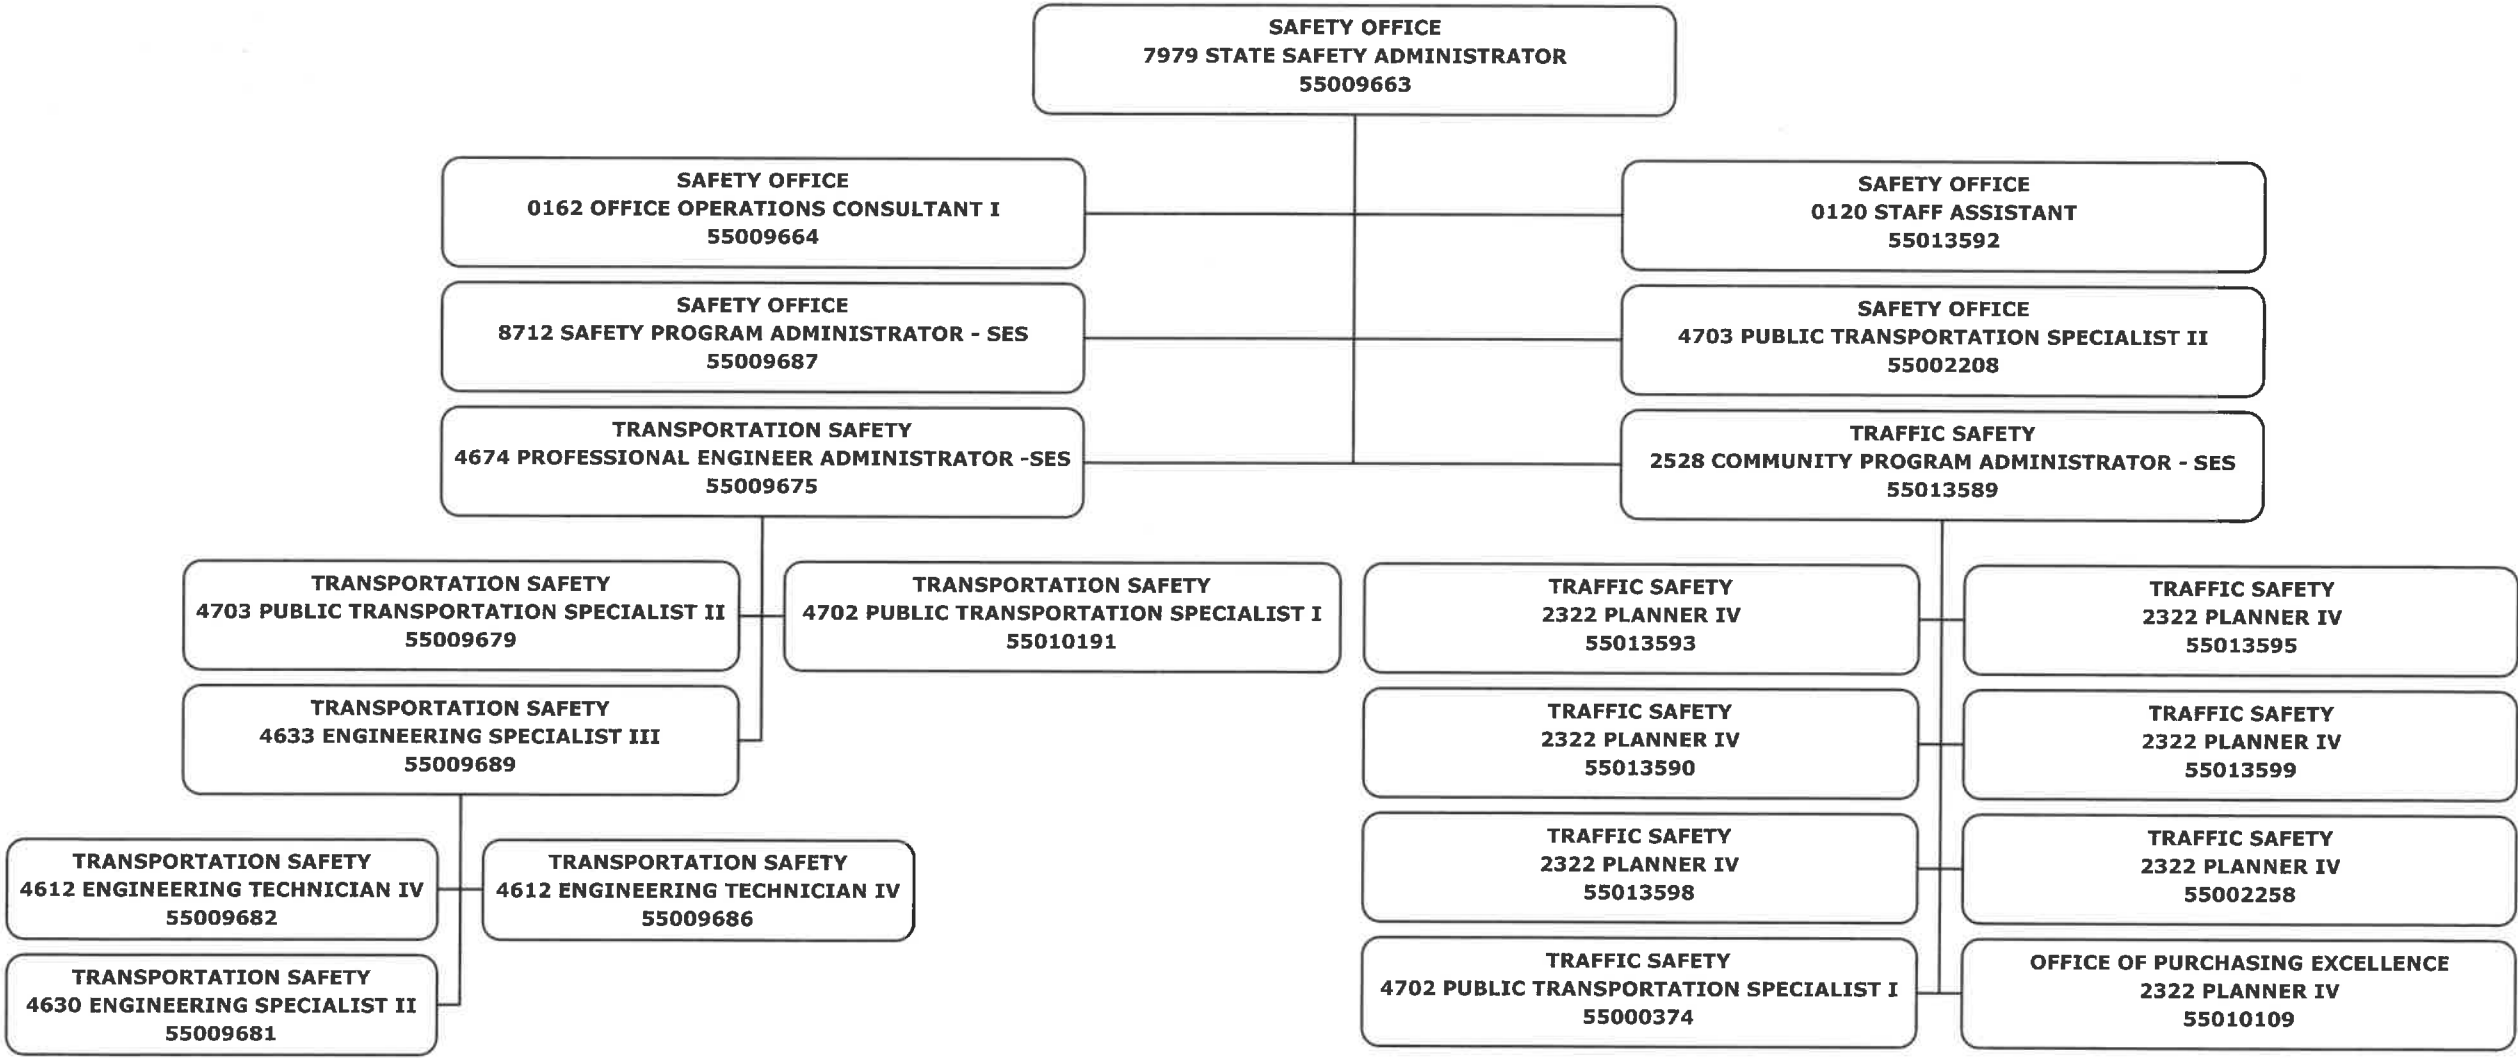 SAFETY OFFICE
7979 STATE SAFETY ADMINISTRATOR
55009663
SAFETY OFFICE
0162 OFFICE OPERATIONS CONSULTANT I
55009664
SAFETY OFFICE
0120 STAFF ASSISTANT
55013592
SAFETY OFFICE
8712 SAFETY PROGRAM ADMINISTRATOR - SES
55009687
SAFETY OFFICE
4703 PUBLIC TRANSPORTATION SPECIALIST II
55002208
TRANSPORTATION SAFETY
4674 PROFESSIONAL ENGINEER ADMINISTRATOR -SES
55009675
TRAFFIC SAFETY
2528 COMMUNITY PROGRAM ADMINISTRATOR - SES
55013589
TRANSPORTATION SAFETY
4703 PUBLIC TRANSPORTATION SPECIALIST II
55009679
TRANSPORTATION SAFETY
4702 PUBLIC TRANSPORTATION SPECIALIST I
55010191
TRAFFIC SAFETY
2322 PLANNER IV
55013593
TRAFFIC SAFETY
2322 PLANNER IV
55013595
TRANSPORTATION SAFETY
4633 ENGINEERING SPECIALIST III
55009689
TRAFFIC SAFETY
2322 PLANNER IV
55013590
TRAFFIC SAFETY
2322 PLANNER IV
55013599
TRANSPORTATION SAFETY
4612 ENGINEERING TECHNICIAN IV
55009682
TRANSPORTATION SAFETY
4612 ENGINEERING TECHNICIAN IV
55009686
TRAFFIC SAFETY
2322 PLANNER IV
55013598
TRAFFIC SAFETY
2322 PLANNER IV
55002258
TRANSPORTATION SAFETY
4630 ENGINEERING SPECIALIST II
55009681
TRAFFIC SAFETY
4702 PUBLIC TRANSPORTATION SPECIALIST I
55000374
OFFICE OF PURCHASING EXCELLENCE
2322 PLANNER IV
55010109